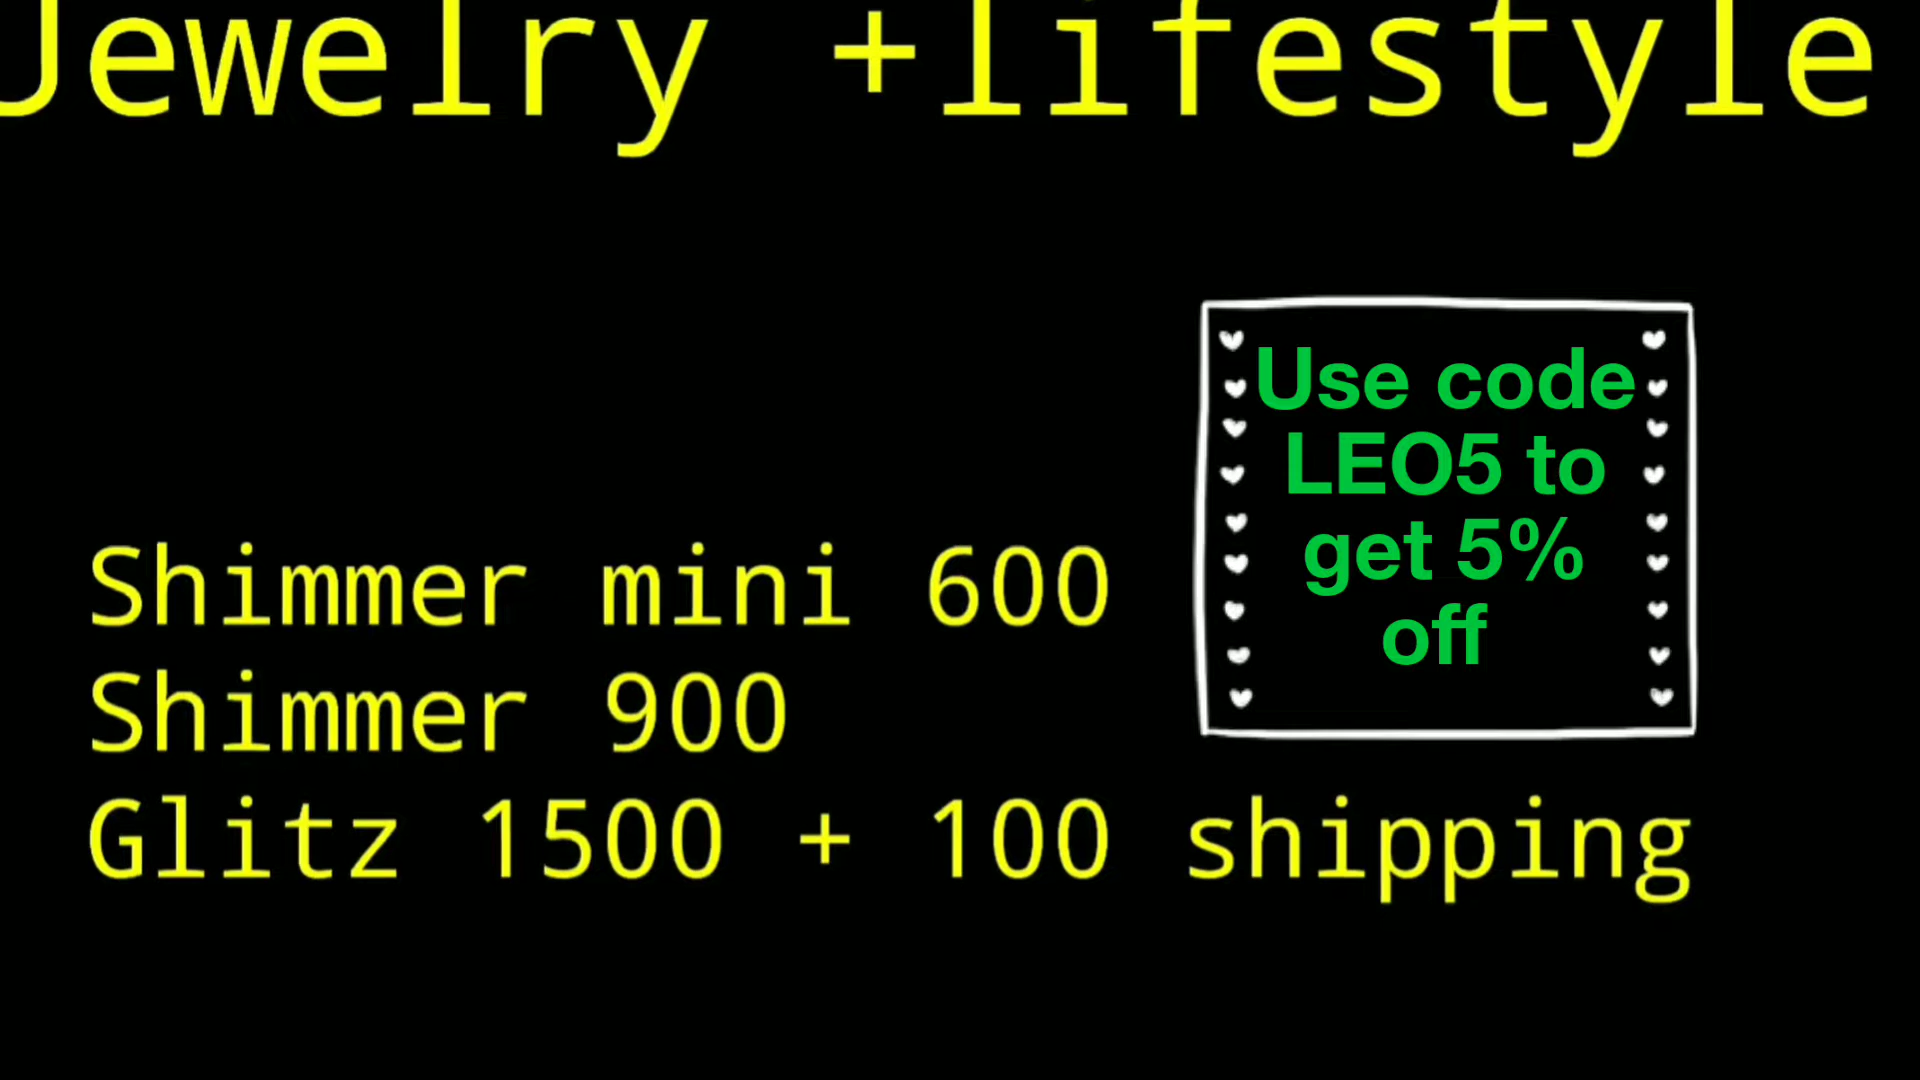 Jewelry +lifestyle
Use code
LEO5 to
get 5%
off
Shimmer mini 600
Shimmer 900
Glitz 1500 + 100 shipping